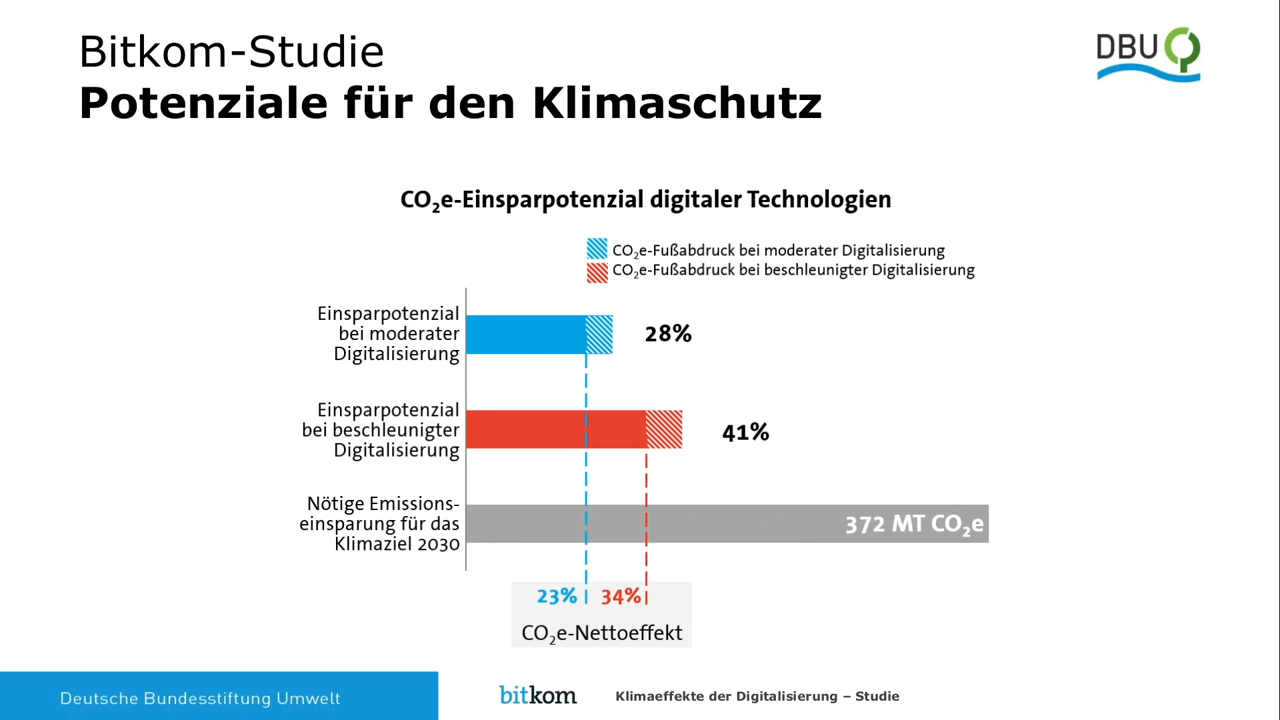 Bitkom-Studie
Potenziale für den Klimaschutz
DBU
CO₂e-Einsparpotenzial digitaler Technologien
CO₂e-Fußabdruck bei moderater Digitalisierung
CO₂e-Fußabdruck bei beschleunigter Digitalisierung
Einsparpotenzial
bei moderater
Digitalisierung
28%
Einsparpotenzial
bei beschleunigter
Digitalisierung
41%
Nötige Emissions-
einsparung für das
Klimaziel 2030
372 MT CO₂e
23% 34%
CO₂e-Nettoeffekt
Deutsche Bundesstiftung Umwelt
bitkom
Klimaeffekte der Digitalisierung – Studie